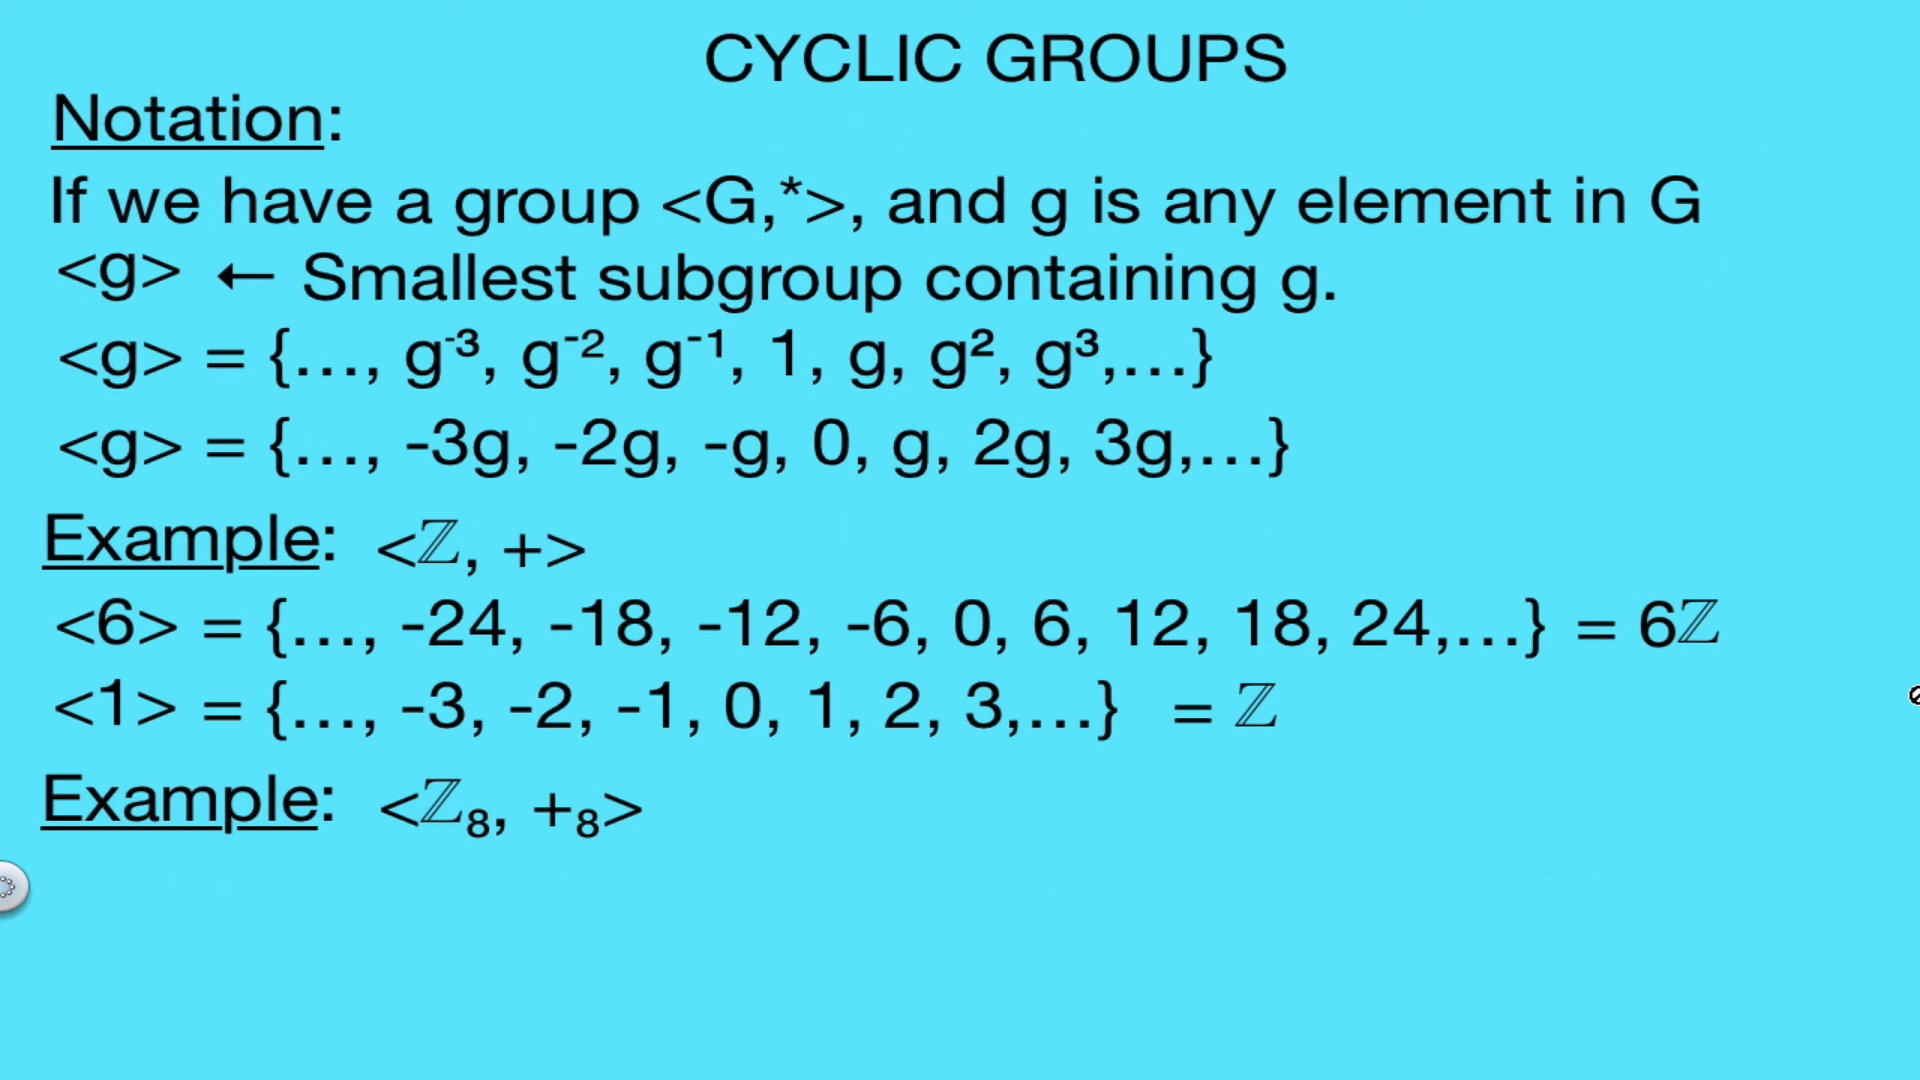 CYCLIC GROUPS
Notation:
If we have a group <G,*>, and g is any element in G
<g> ← Smallest subgroup containing g.
<g> = {…, g⁻³, g⁻², g⁻¹, 1, g, g², g³,…}
<g> = {…, -3g, -2g, -g, 0, g, 2g, 3g,…}
Example: <ℤ, +>
<6> = {…, -24, -18, -12, -6, 0, 6, 12, 18, 24,…} = 6ℤ
<1> = {…, -3, -2, -1, 0, 1, 2, 3,…} = ℤ
Example: <ℤ₈, +₈>